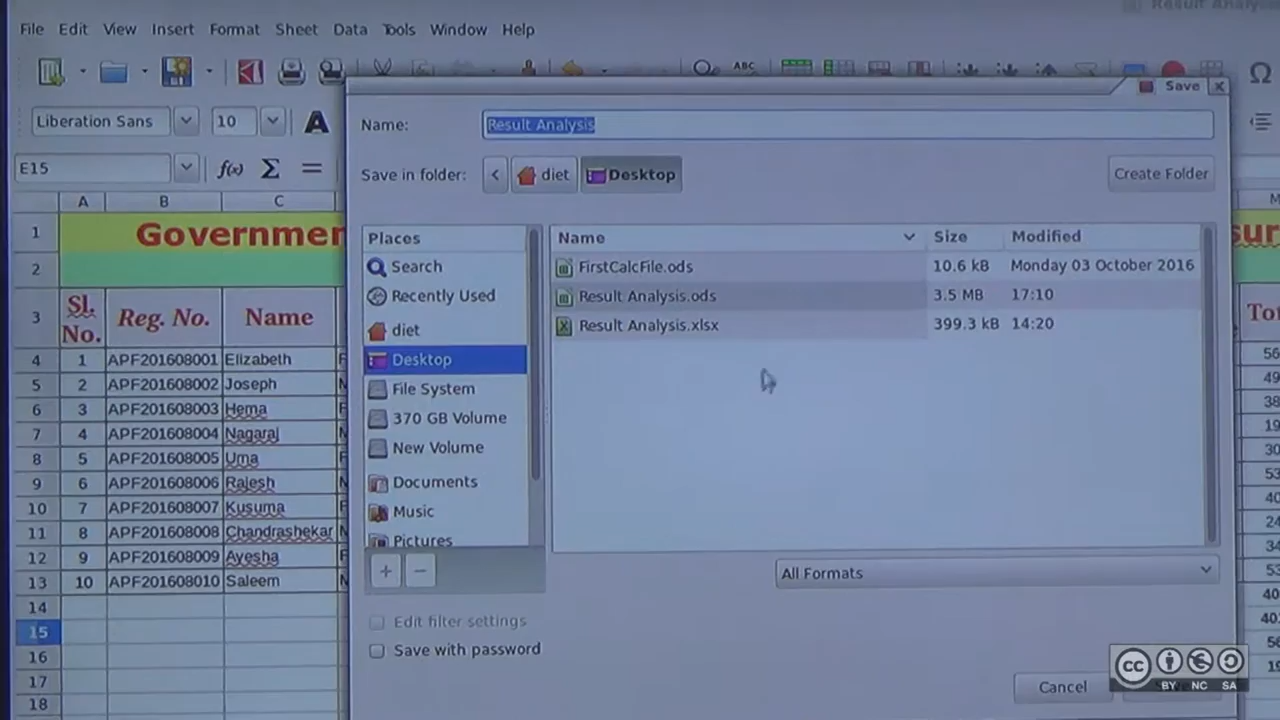 Result Analysis
File Edit View Insert Format Sheet Data Tools Window Help
ABC
Save
Liberation Sans 10 A
Name: Result Analysis
E15 f(x) Σ =
Save in folder: < diet Desktop Create Folder
A B C
1 Governmen
2
3 Sl. No. Reg. No. Name
4 1 APF201608001 Elizabeth
5 2 APF201608002 Joseph
6 3 APF201608003 Hema
7 4 APF201608004 Nagaraj
8 5 APF201608005 Uma
9 6 APF201608006 Rajesh
10 7 APF201608007 Kusuma
11 8 APF201608008 Chandrashekar
12 9 APF201608009 Ayesha
13 10 APF201608010 Saleem
14
15
16
17
18
Places
Search
Recently Used
diet
Desktop
File System
370 GB Volume
New Volume
Documents
Music
Pictures
+ −
Name Size Modified
FirstCalcFile.ods 10.6 kB Monday 03 October 2016
Result Analysis.ods 3.5 MB 17:10
Result Analysis.xlsx 399.3 kB 14:20
All Formats
Edit filter settings
Save with password
Cancel
cc
BY NC SA